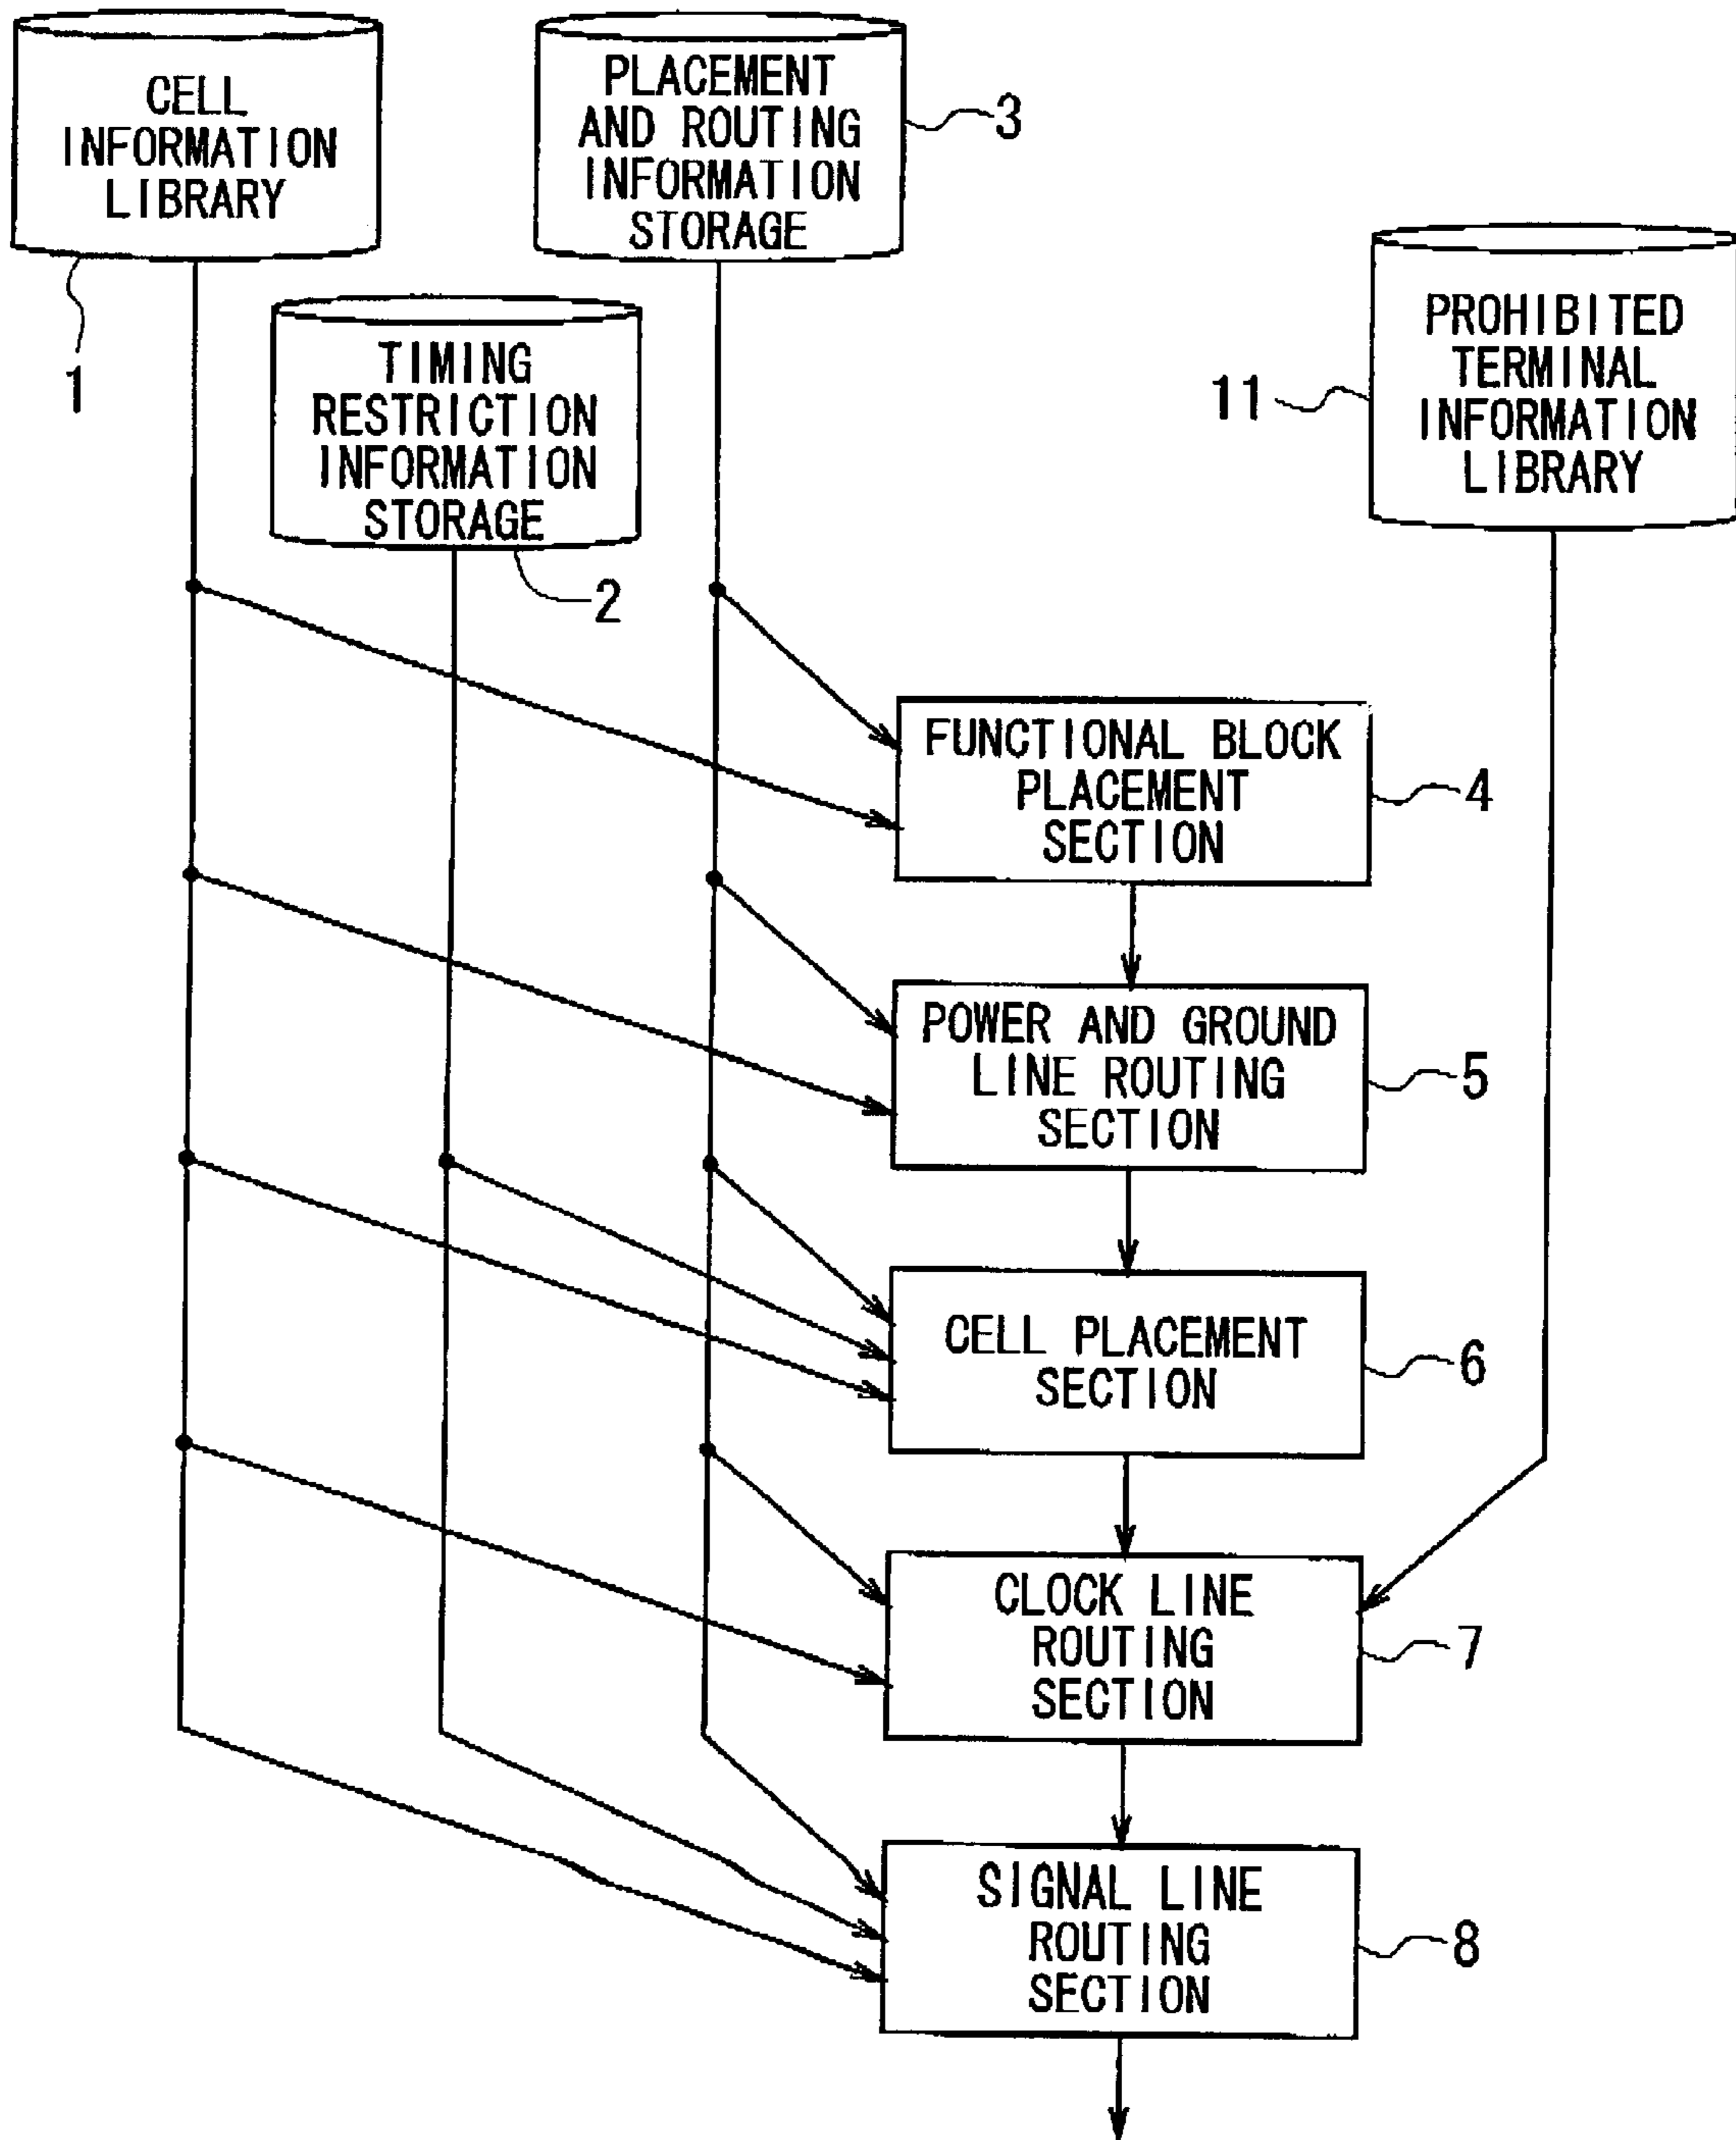 CELL
INFORMATION
LIBRARY
1
PLACEMENT
AND ROUTING
INFORMATION
STORAGE
3
TIMING
RESTRICTION
INFORMATION
STORAGE
2
PROHIBITED
TERMINAL
INFORMATION
LIBRARY
11
FUNCTIONAL BLOCK
PLACEMENT
SECTION
4
POWER AND GROUND
LINE ROUTING
SECTION
5
CELL PLACEMENT
SECTION
6
CLOCK LINE
ROUTING
SECTION
7
SIGNAL LINE
ROUTING
SECTION
8